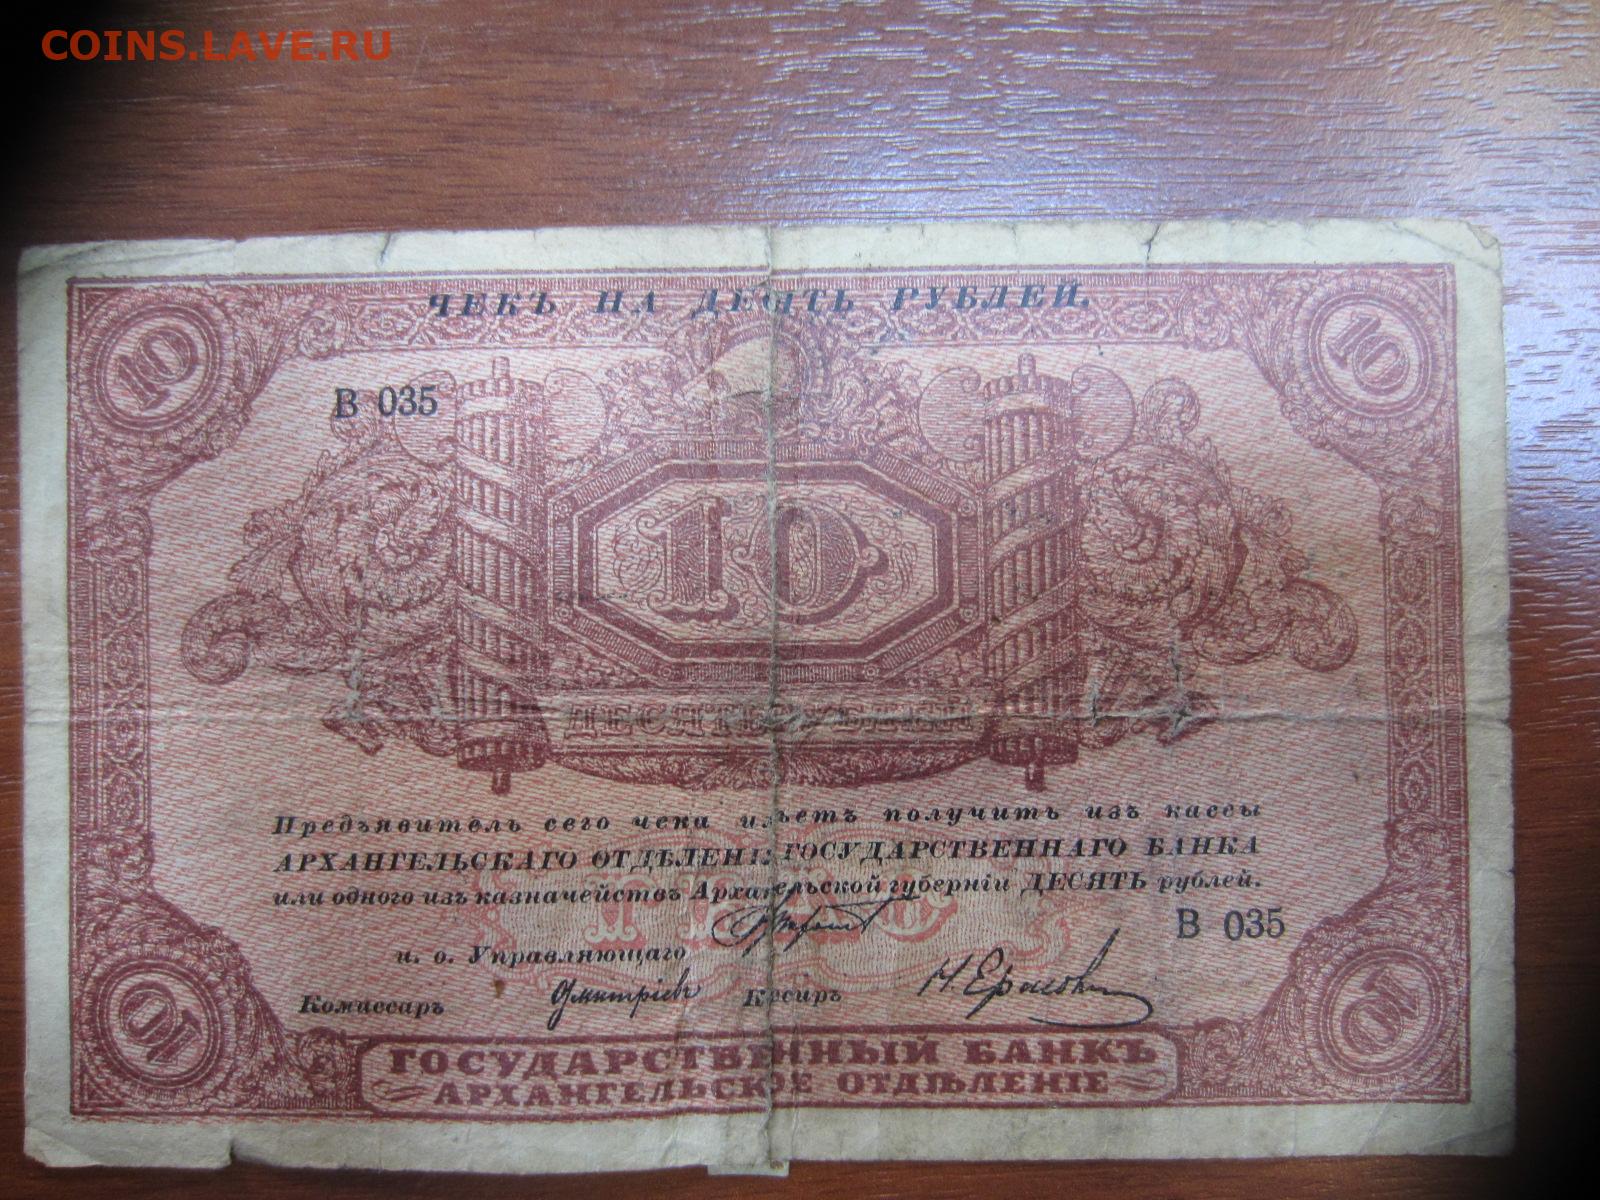 COINS.LAVE.RU
ЧЕКЪ НА ДЕСЯТЬ РУБЛЕЙ.
10 10
В 035
10
ДЕСЯТЬ РУБЛЕЙ
Предъявитель сего чека имѣетъ получить изъ кассы
АРХАНГЕЛЬСКАГО ОТДѢЛЕНІЯ ГОСУДАРСТВЕННАГО БАНКА
или одного изъ казначействъ Архангельской губерніи ДЕСЯТЬ рублей.
В 035
и. о. Управляющаго
Комиссаръ Дмитріевъ Кассиръ
10 10
ГОСУДАРСТВЕННЫЙ БАНКЪ
АРХАНГЕЛЬСКОЕ ОТДѢЛЕНІЕ